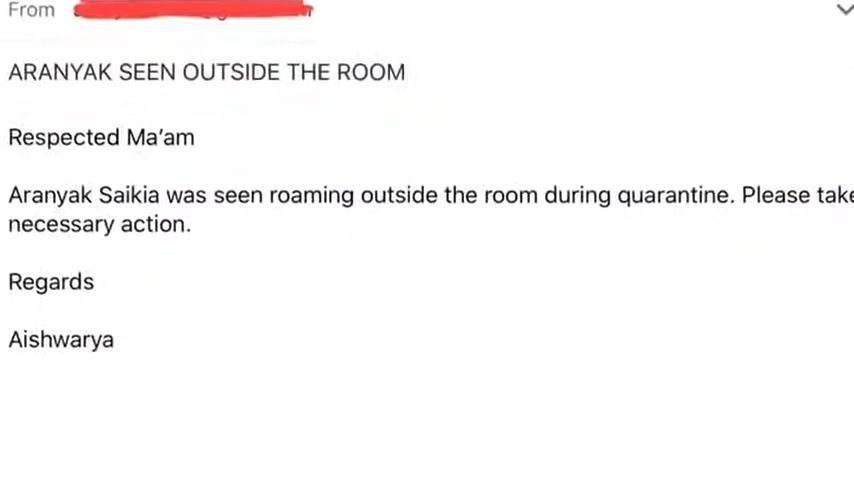 From
ARANYAK SEEN OUTSIDE THE ROOM
Respected Ma’am
Aranyak Saikia was seen roaming outside the room during quarantine. Please take
necessary action.
Regards
Aishwarya